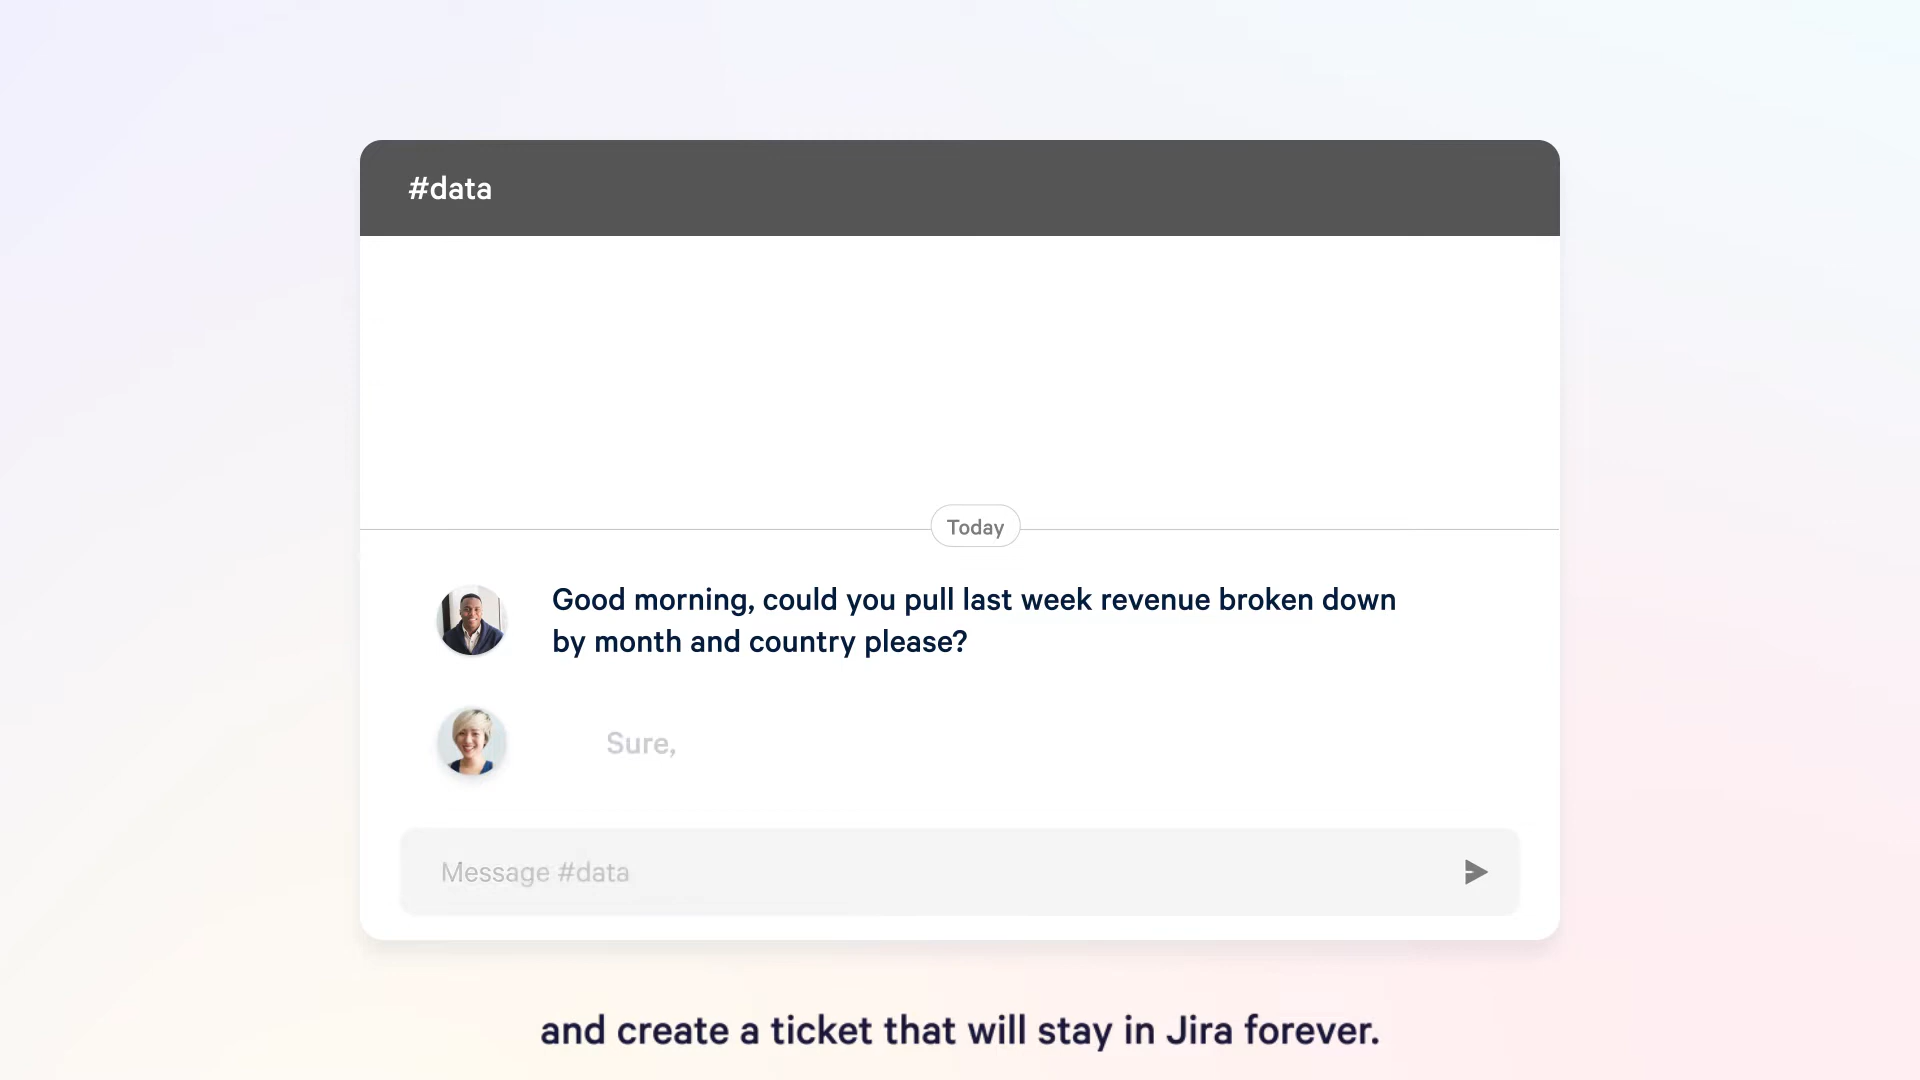 #data
Today
Good morning, could you pull last week revenue broken down
by month and country please?
Sure,
Message #data
and create a ticket that will stay in Jira forever.